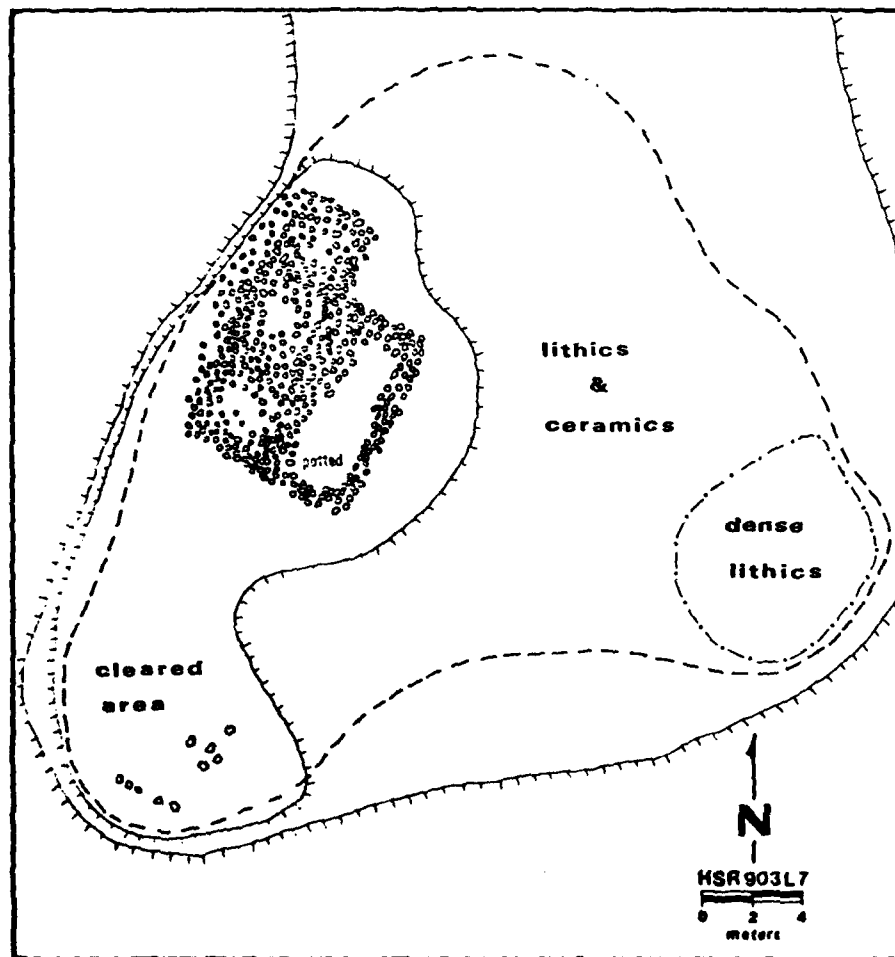 lithics
&
ceramics
potted
dense
lithics
cleared
area
N
HSR903L7
0 2 4
meters